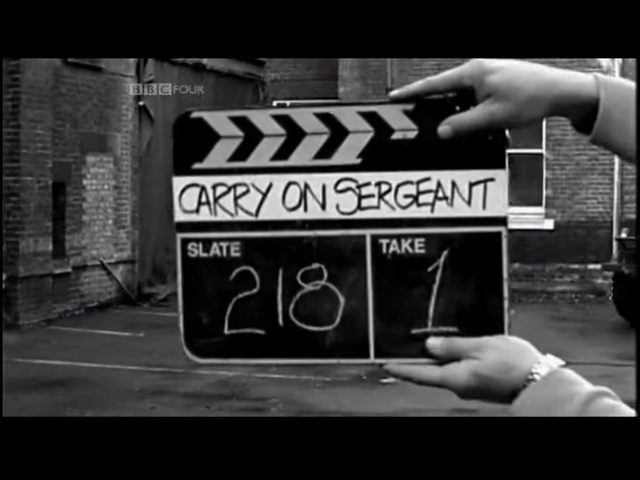 BBC FOUR
CARRY ON SERGEANT
SLATE TAKE
218 1